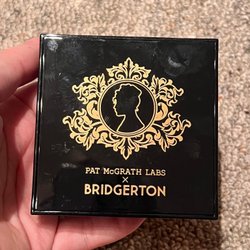 PAT McGRATH LABS
×
BRIDGERTON